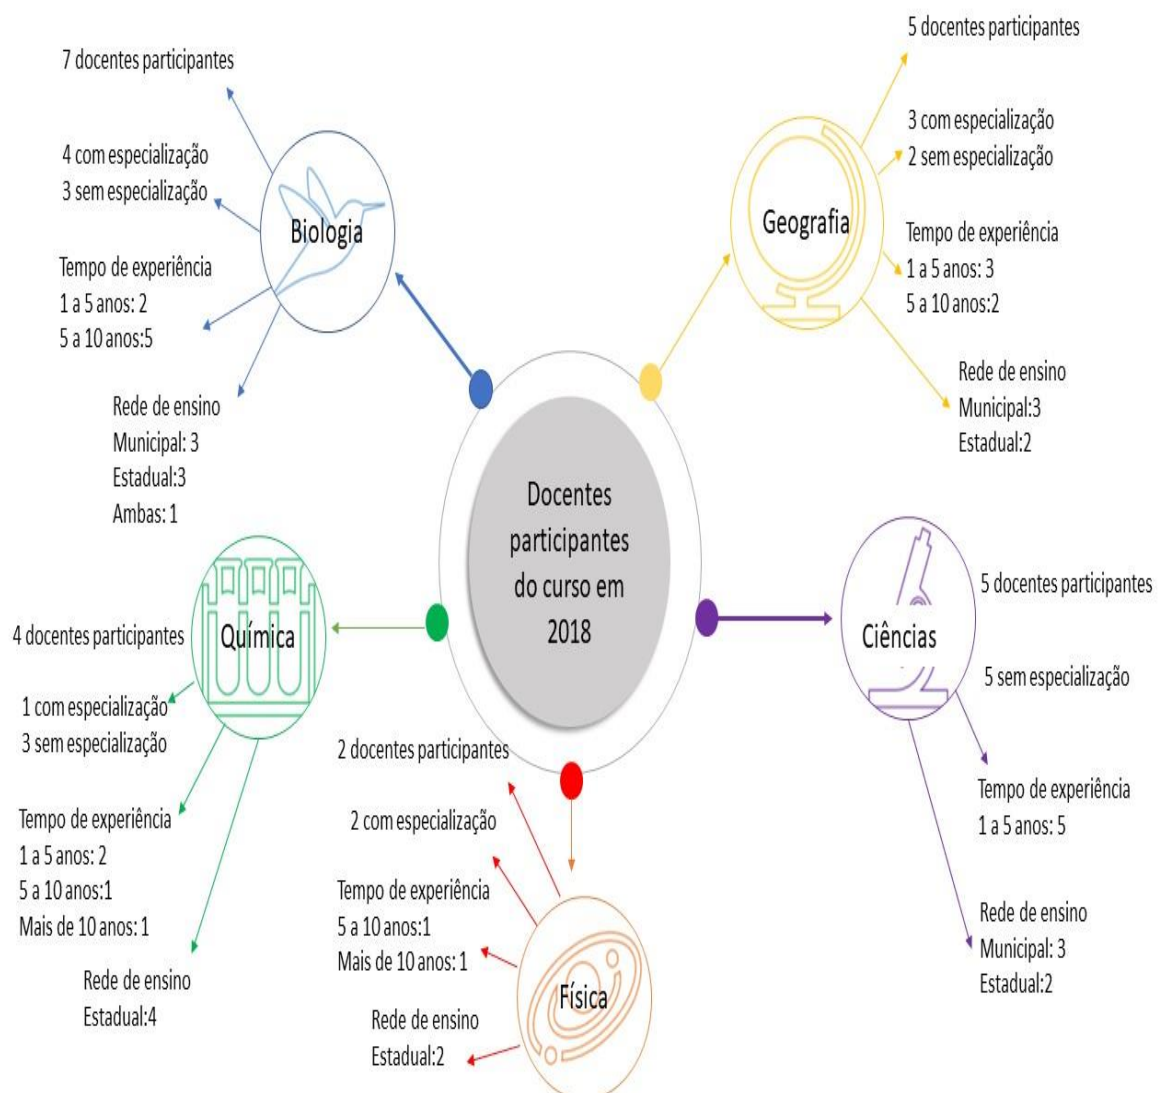 Docentes
participantes
do curso em
2018
Biologia
7 docentes participantes
4 com especialização
3 sem especialização
Tempo de experiência
1 a 5 anos: 2
5 a 10 anos:5
Rede de ensino
Municipal: 3
Estadual:3
Ambas: 1
Geografia
5 docentes participantes
3 com especialização
2 sem especialização
Tempo de experiência
1 a 5 anos: 3
5 a 10 anos:2
Rede de ensino
Municipal:3
Estadual:2
Química
4 docentes participantes
1 com especialização
3 sem especialização
Tempo de experiência
1 a 5 anos: 2
5 a 10 anos:1
Mais de 10 anos: 1
Rede de ensino
Estadual:4
Física
2 docentes participantes
2 com especialização
Tempo de experiência
5 a 10 anos:1
Mais de 10 anos: 1
Rede de ensino
Estadual:2
Ciências
5 docentes participantes
5 sem especialização
Tempo de experiência
1 a 5 anos: 5
Rede de ensino
Municipal: 3
Estadual:2